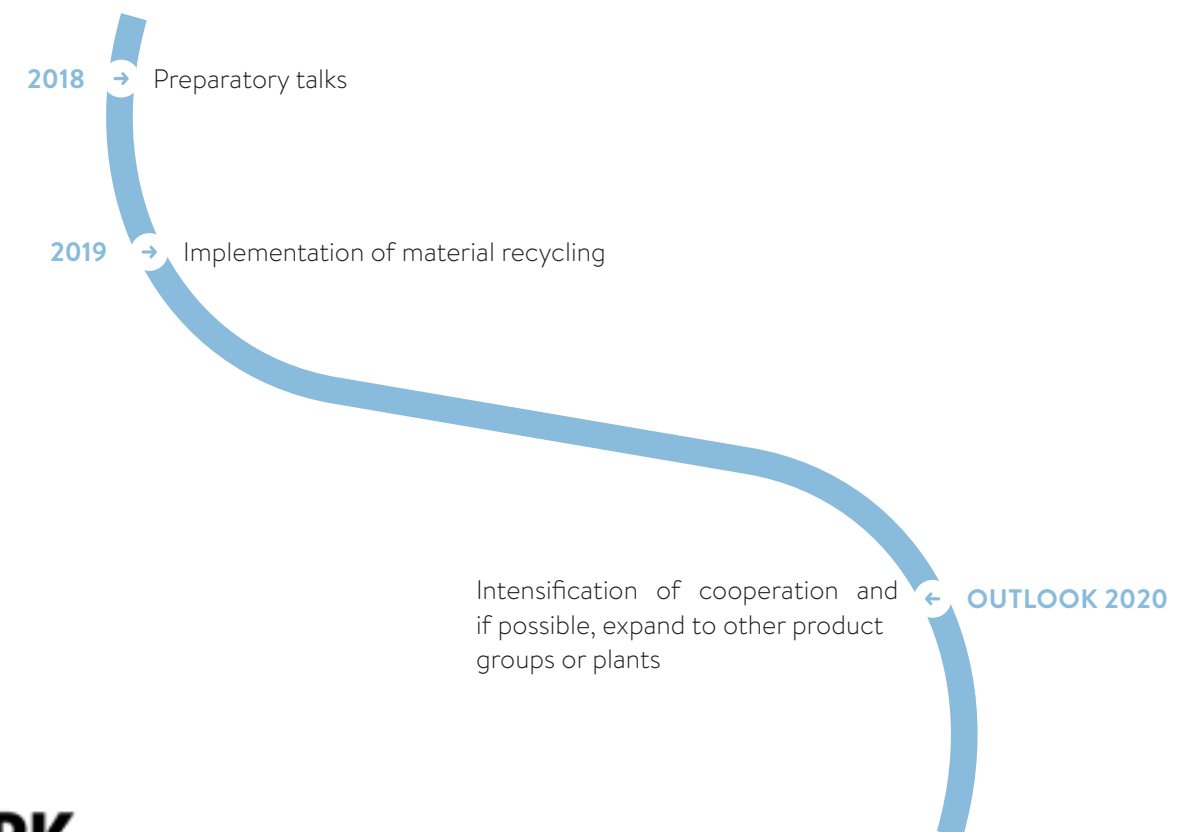 2018 Preparatory talks
2019 Implementation of material recycling
Intensification of cooperation and
if possible, expand to other product
groups or plants
OUTLOOK 2020